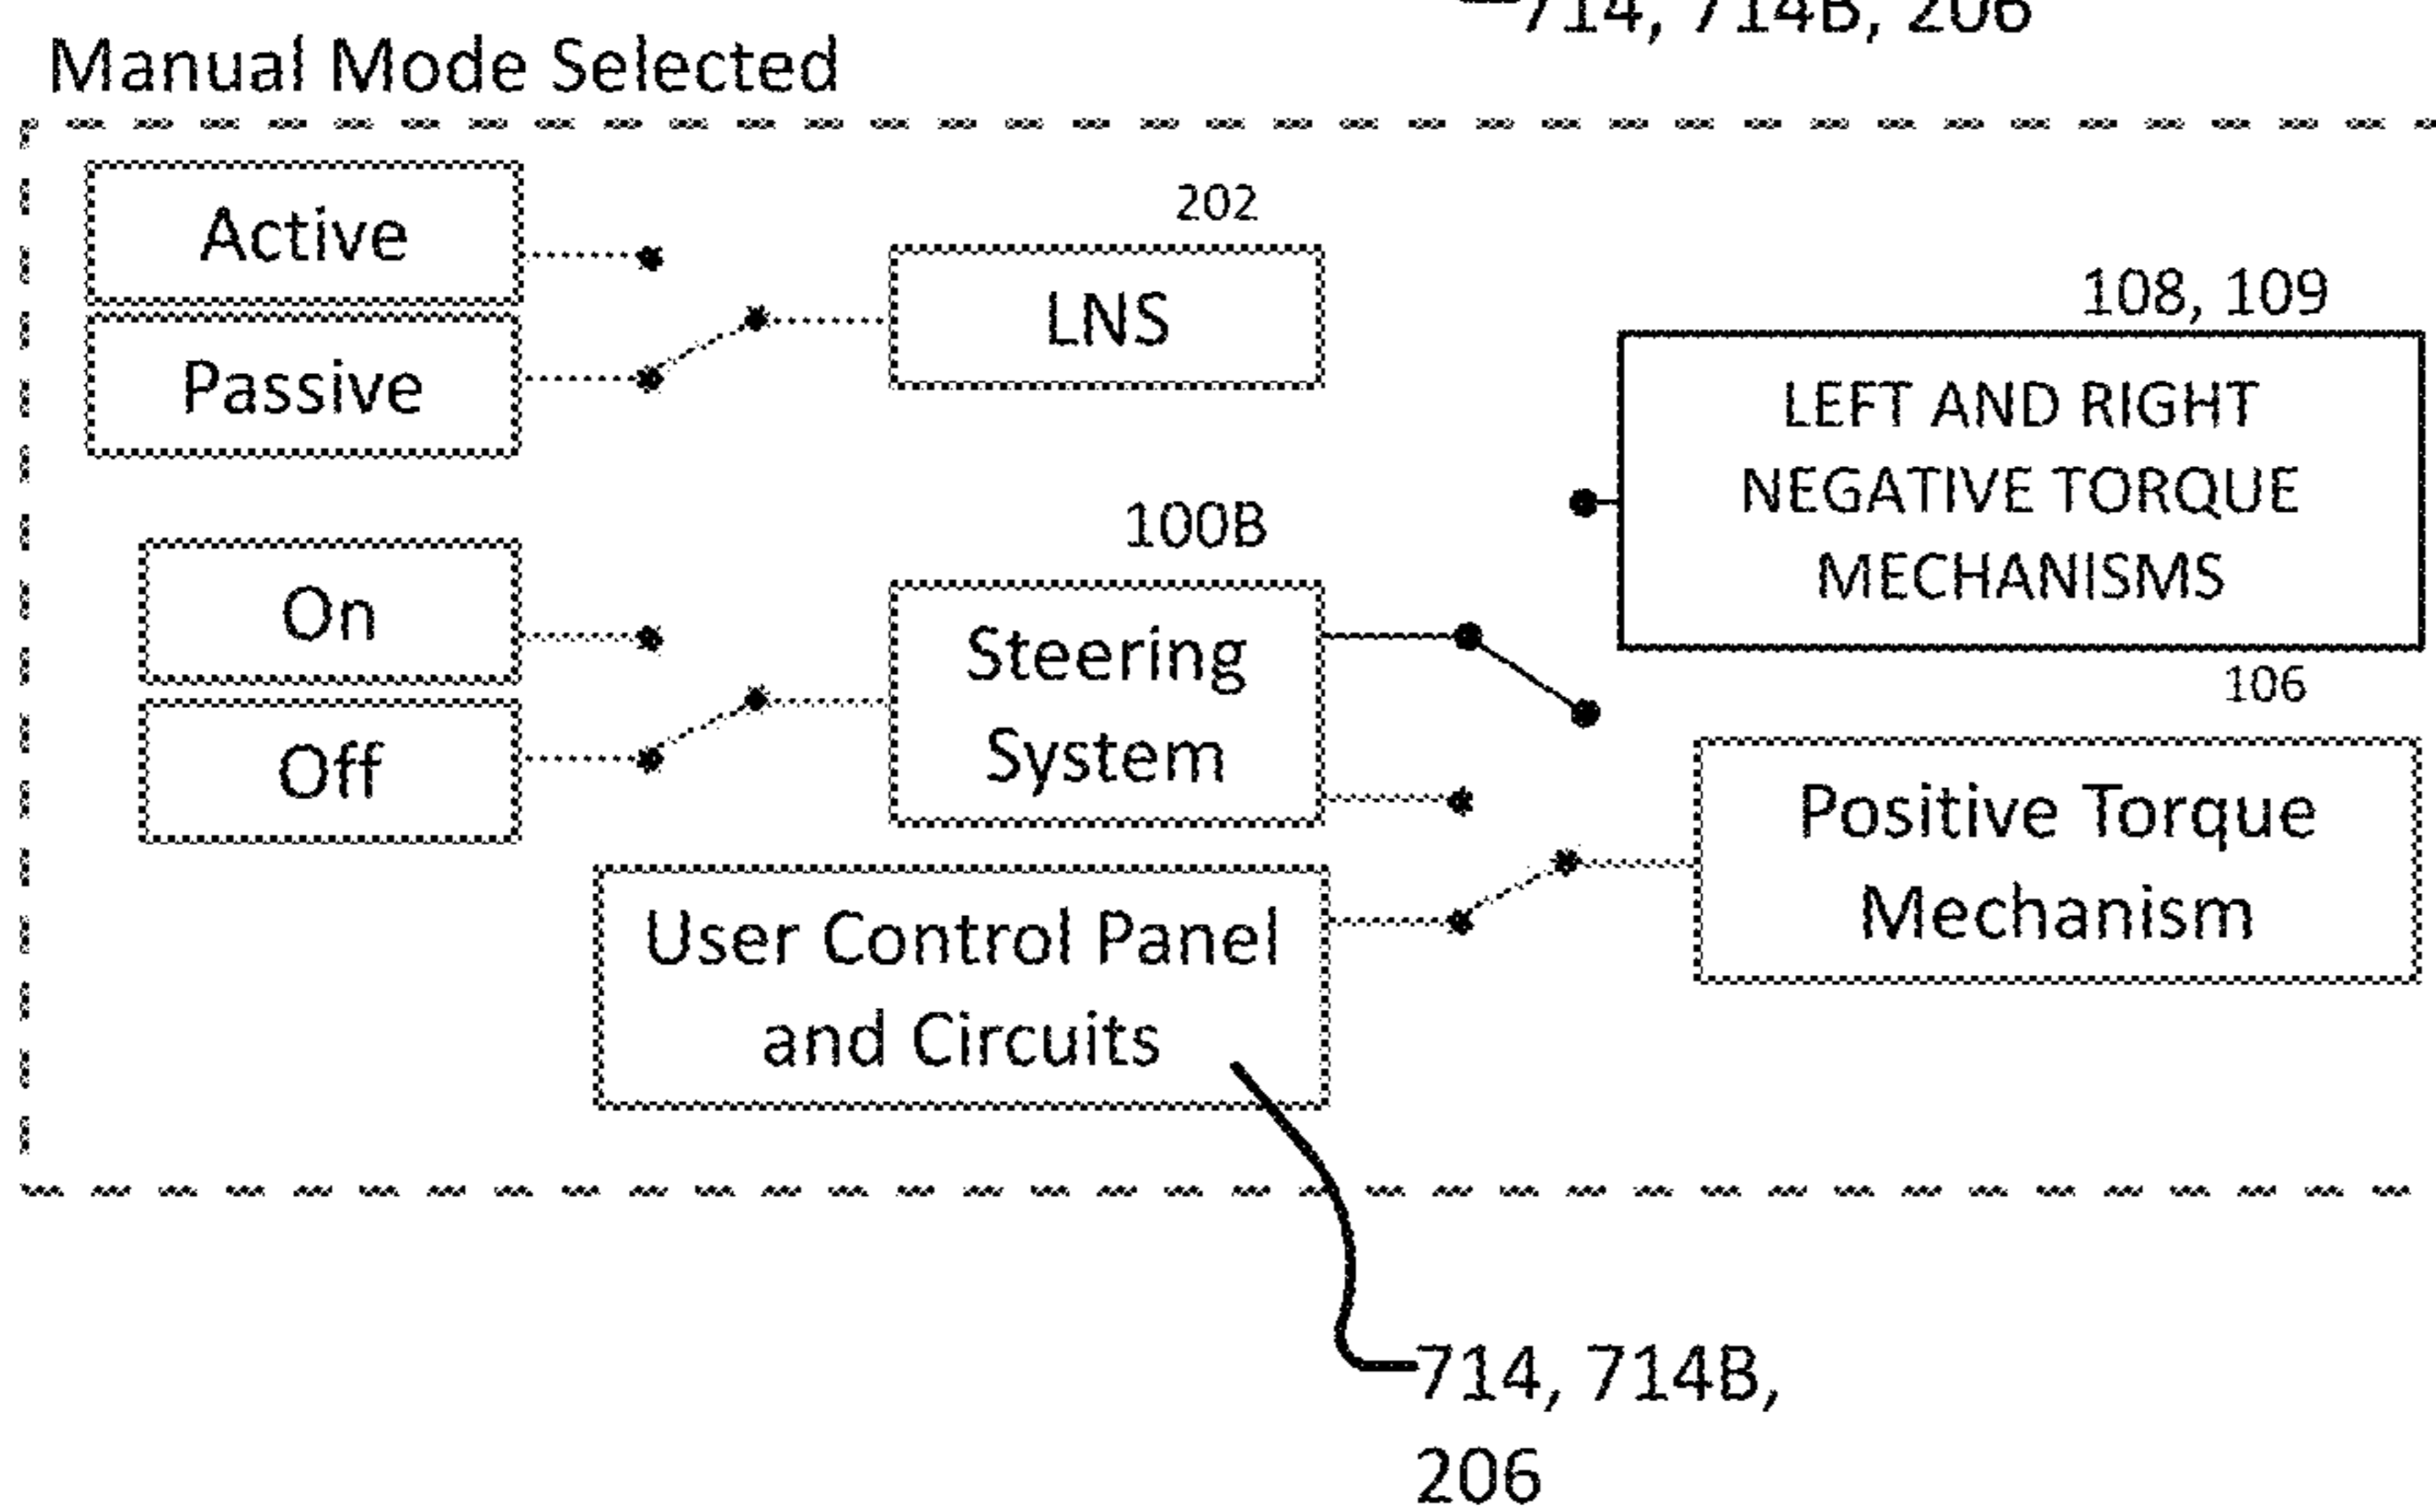 714, 714B, 206
Manual Mode Selected
Active
202
LNS
Passive
108, 109
LEFT AND RIGHT
NEGATIVE TORQUE
MECHANISMS
100B
On
Steering
System
Off
106
Positive Torque
Mechanism
User Control Panel
and Circuits
714, 714B,
206